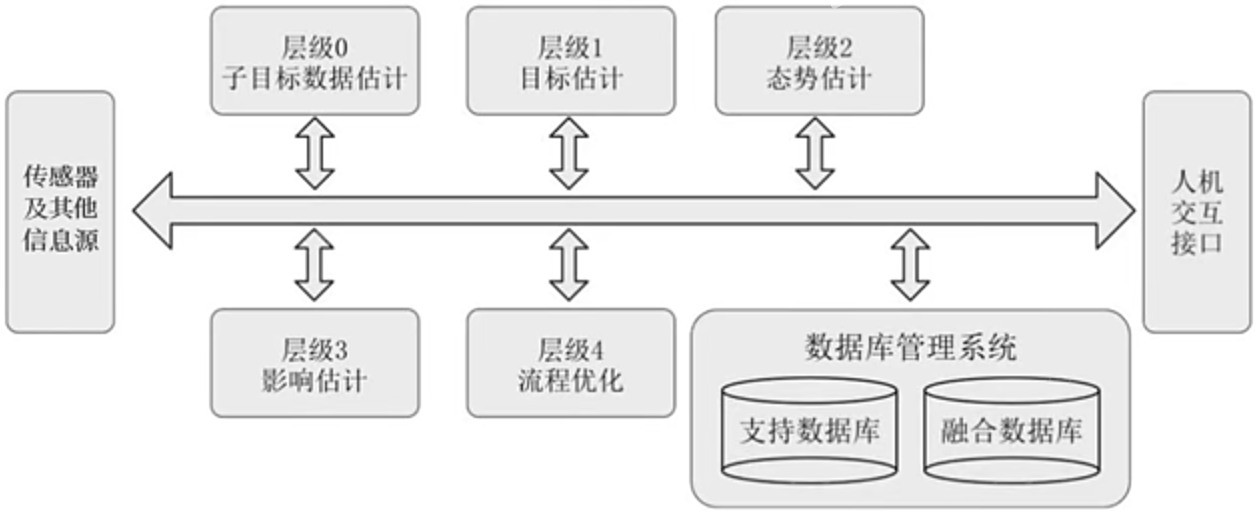 层级0
子目标数据估计
层级1
目标估计
层级2
态势估计
传感器
及其他
信息源
人机
交互
接口
层级3
影响估计
层级4
流程优化
数据库管理系统
支持数据库
融合数据库